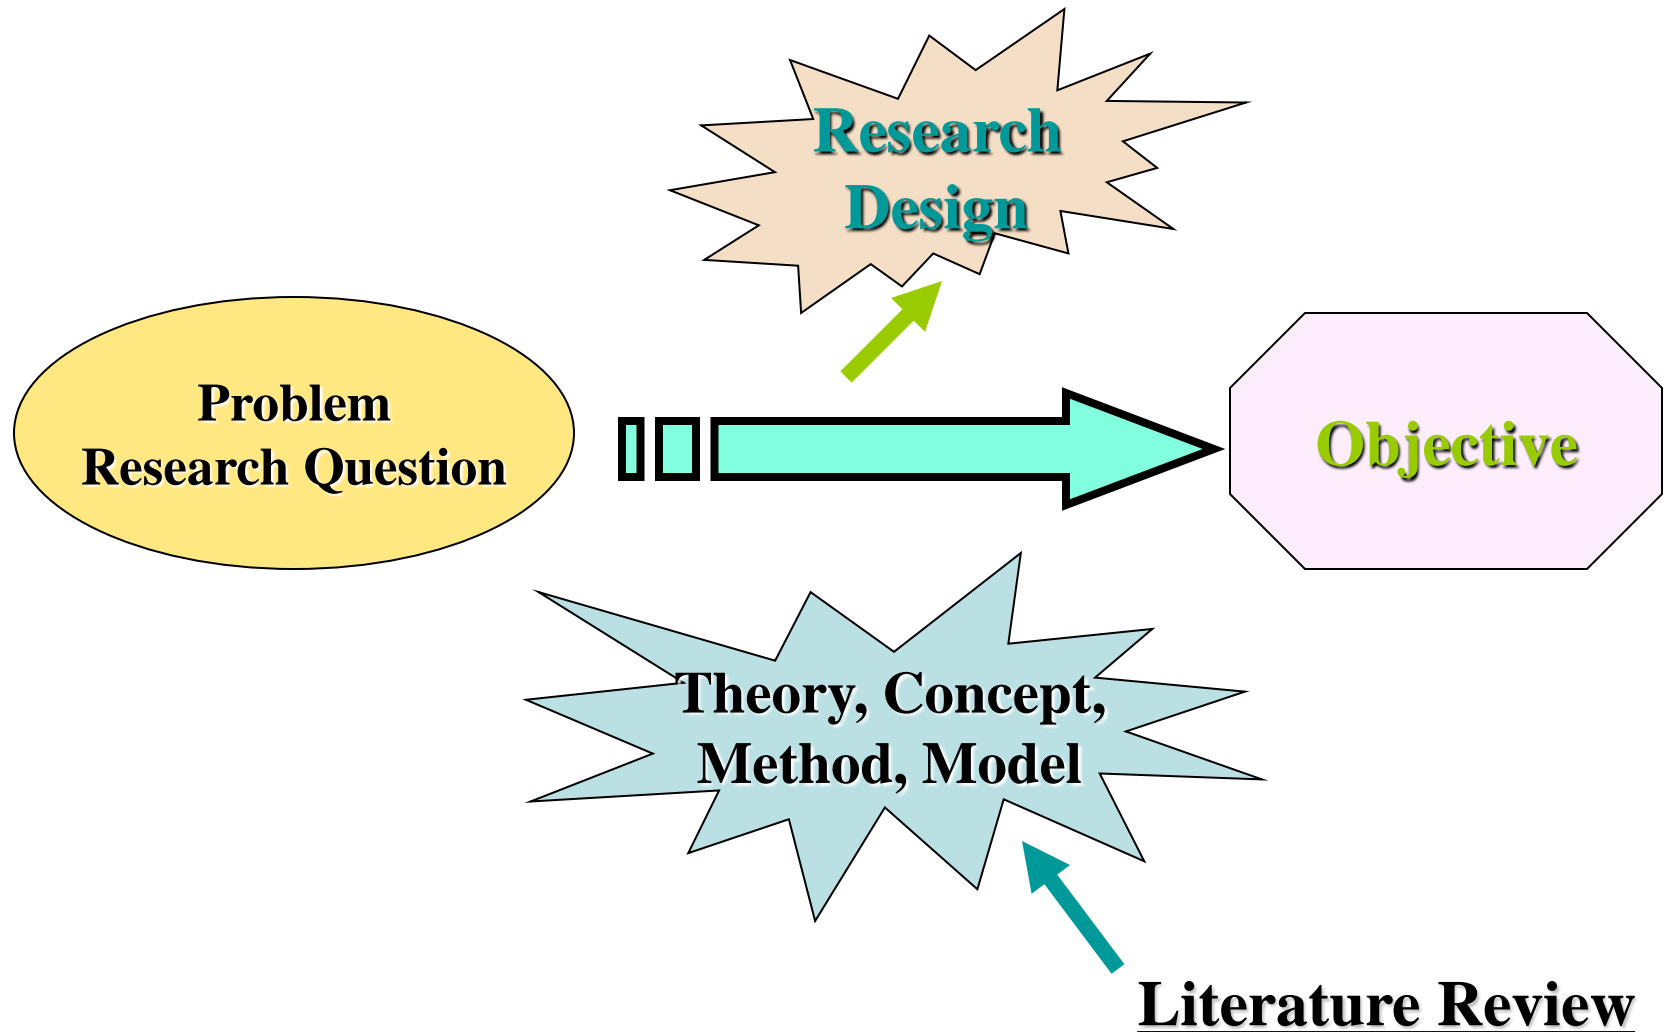 Research
Design
Problem
Research Question
Objective
Theory, Concept,
Method, Model
Literature Review